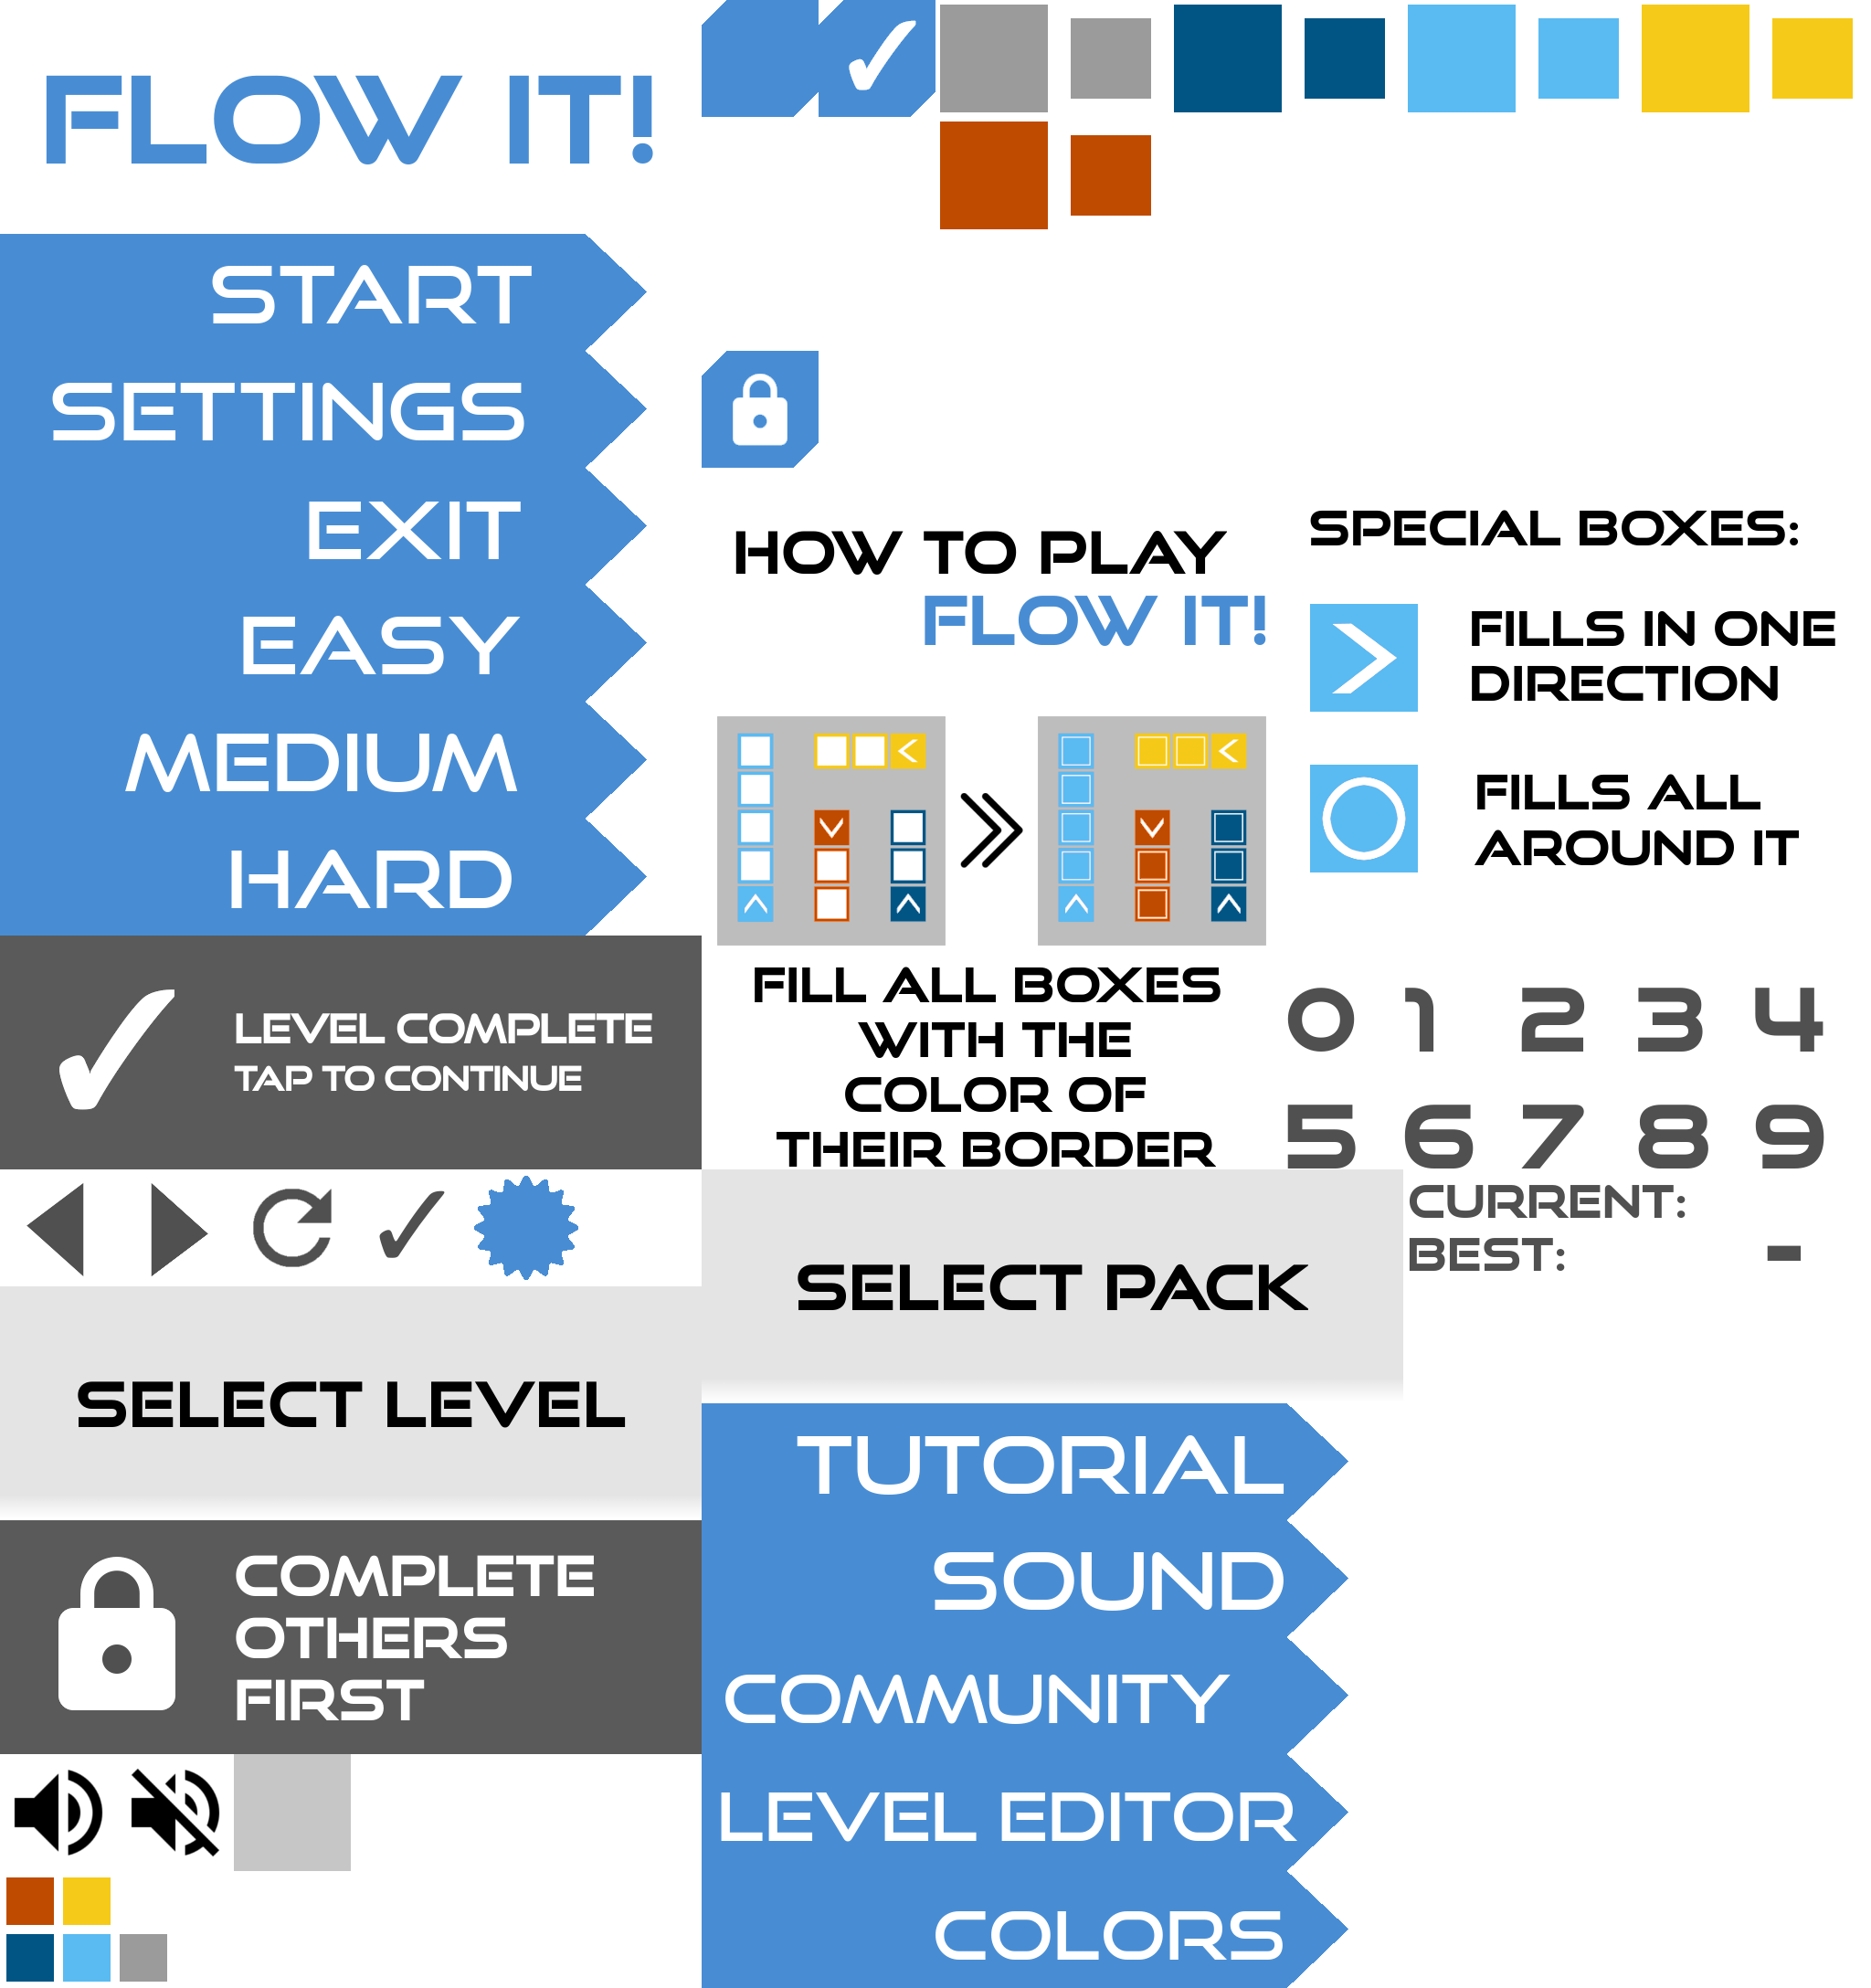 FLOW IT!
START
SETTINGS
EXIT
EASY
MEDIUM
HARD
LEVEL COMPLETE
TAP TO CONTINUE
SELECT LEVEL
COMPLETE
OTHERS
FIRST
HOW TO PLAY
FLOW IT!
FILL ALL BOXES
WITH THE
COLOR OF
THEIR BORDER
SPECIAL BOXES:
FILLS IN ONE
DIRECTION
FILLS ALL
AROUND IT
0 1 2 3 4
5 6 7 8 9
CURRENT:
BEST: -
SELECT PACK
TUTORIAL
SOUND
COMMUNITY
LEVEL EDITOR
COLORS